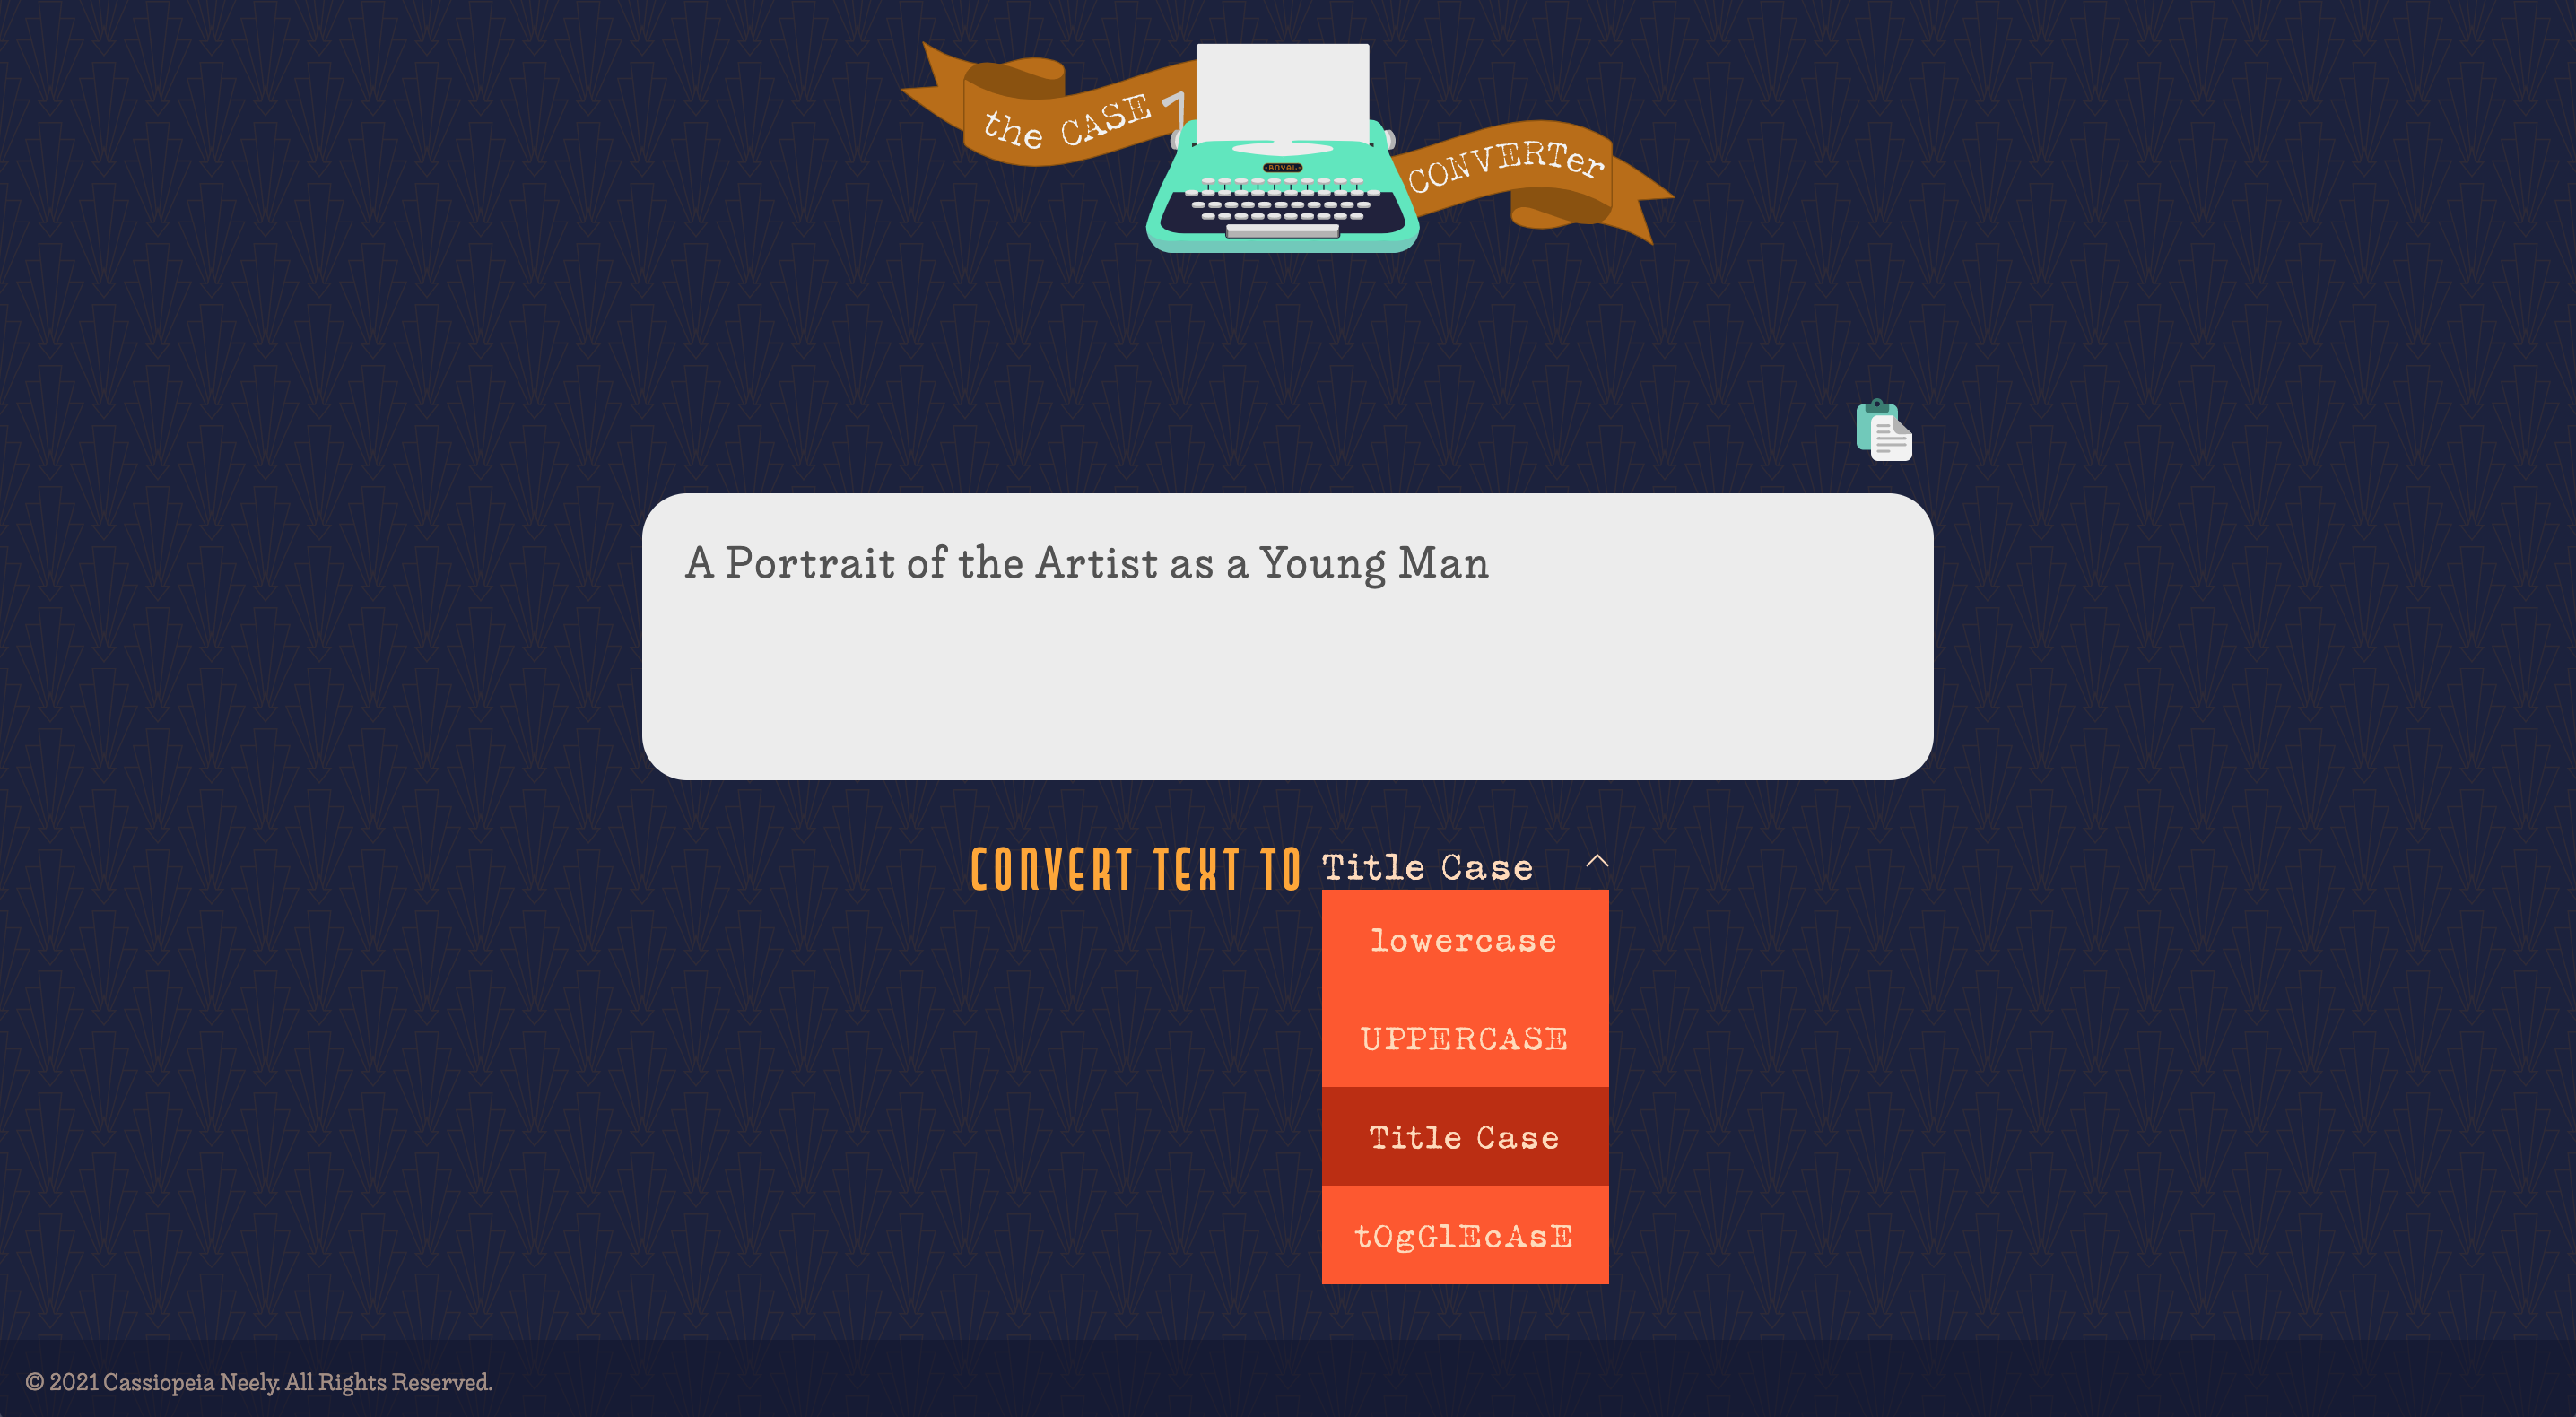 the CASE
CONVERTer
ROYAL
A Portrait of the Artist as a Young Man
CONVERT TEXT TO Title Case
lowercase
UPPERCASE
Title Case
tOgGlEcAsE
© 2021 Cassiopeia Neely. All Rights Reserved.